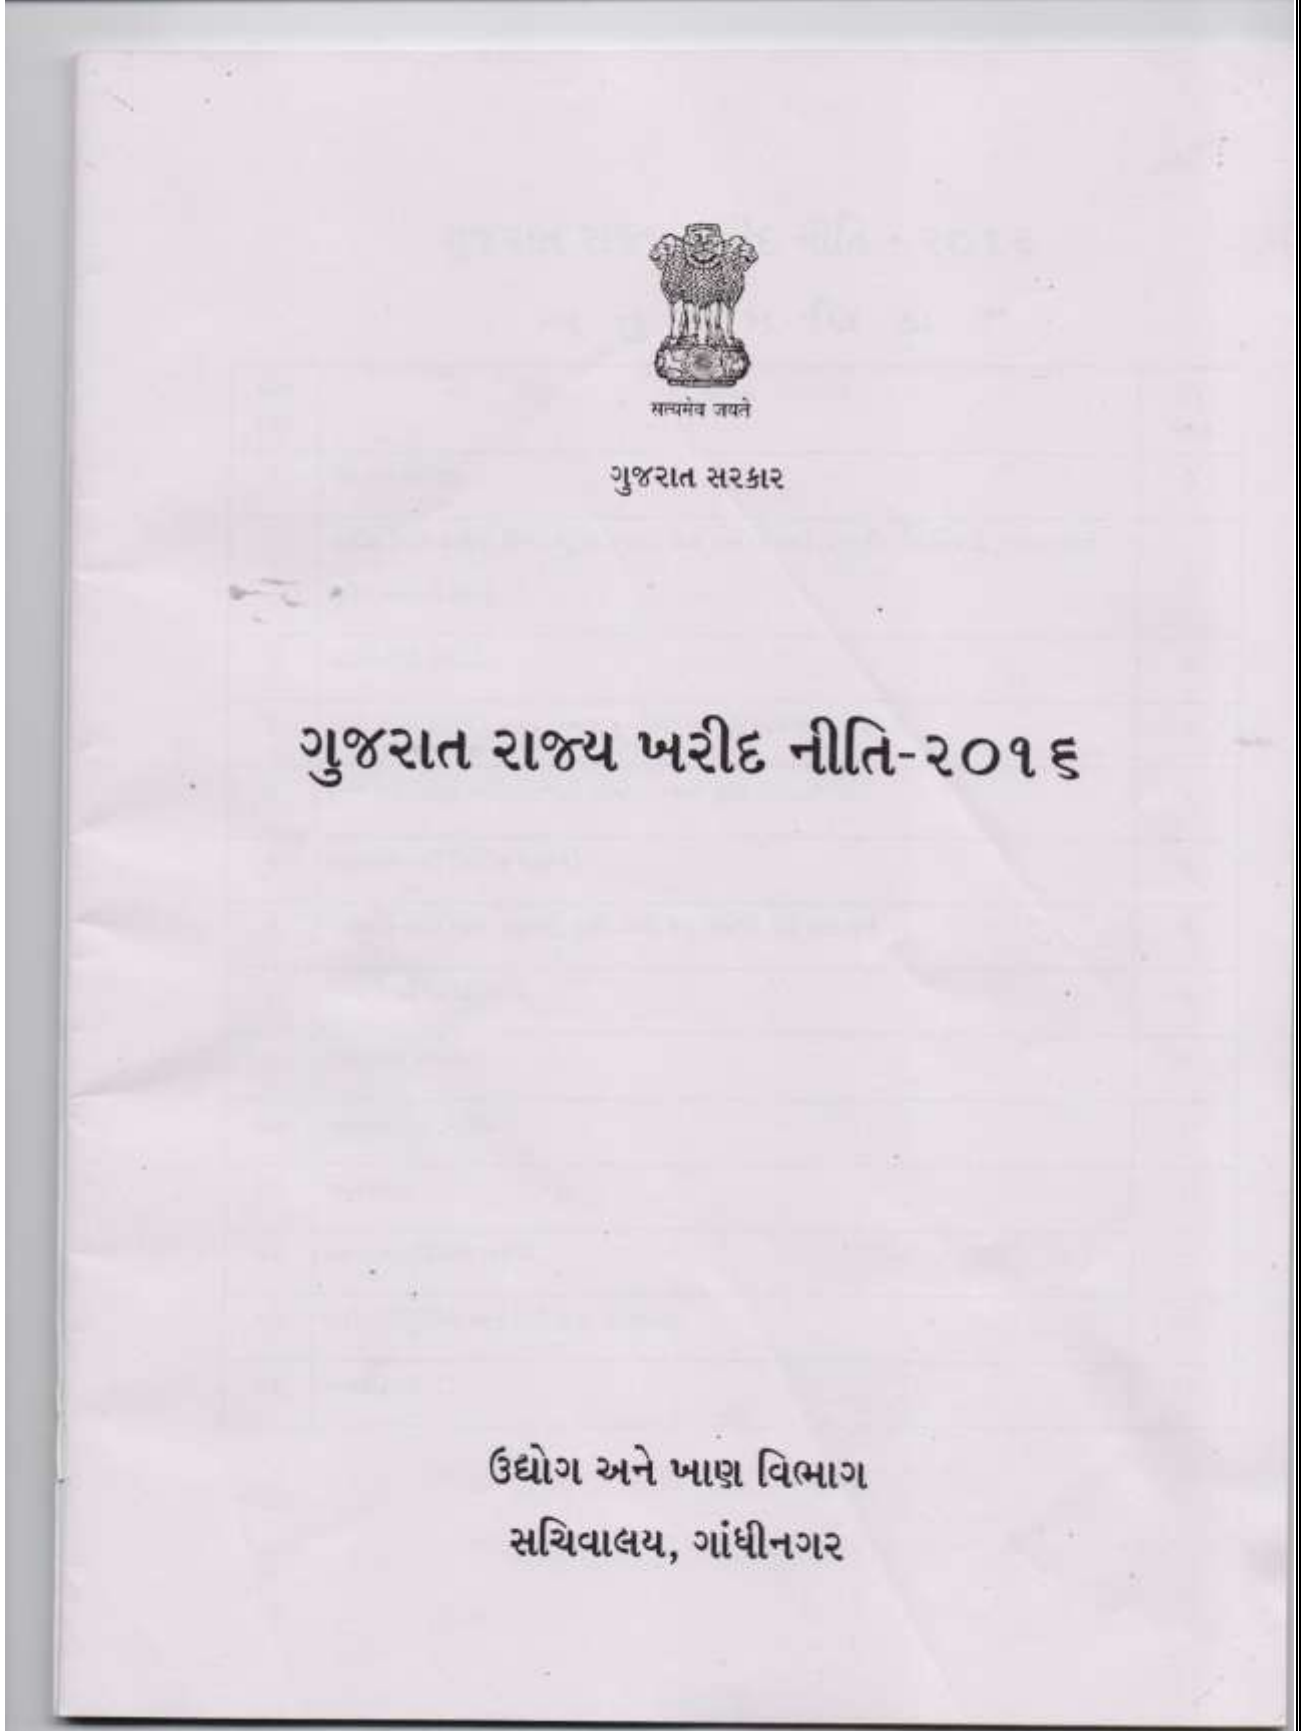 सत्यमेव जयते
ગુજરાત સરકાર
ગુજરાત રાજ્ય ખરીદ નીતિ-૨૦૧૬
ઉદ્યોગ અને ખાણ વિભાગ
સચિવાલય, ગાંધીનગર